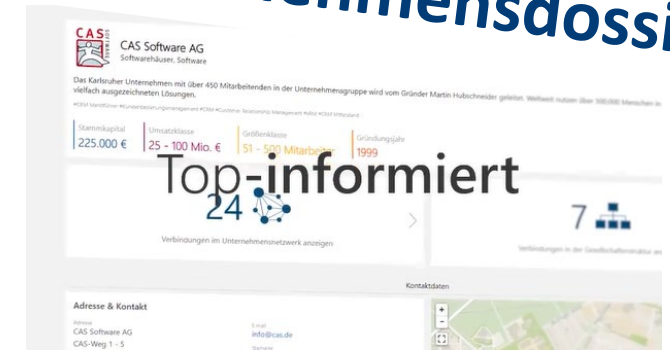 CAS Software AG
Softwarehäuser, Software
Das Karlsruher Unternehmen mit über 450 Mitarbeitenden in der Unternehmensgruppe wird vom Gründer Martin Hubschneider geleitet. Weltweit nutzen über 500.000 Menschen in
vielfach ausgezeichneten Lösungen.
Stammkapital
225.000 €
Umsatzklasse
25 - 100 Mio. €
Größenklasse
51 - 500 Mitarbeiter
Gründungsjahr
1999
Top-informiert
24
Verbindungen im Unternehmensnetzwerk anzeigen
7
Verbindungen in der Gesellschafterstruktur
Kontaktdaten
Adresse & Kontakt
Adresse
CAS Software AG
CAS-Weg 1 - 5
E-mail
info@cas.de